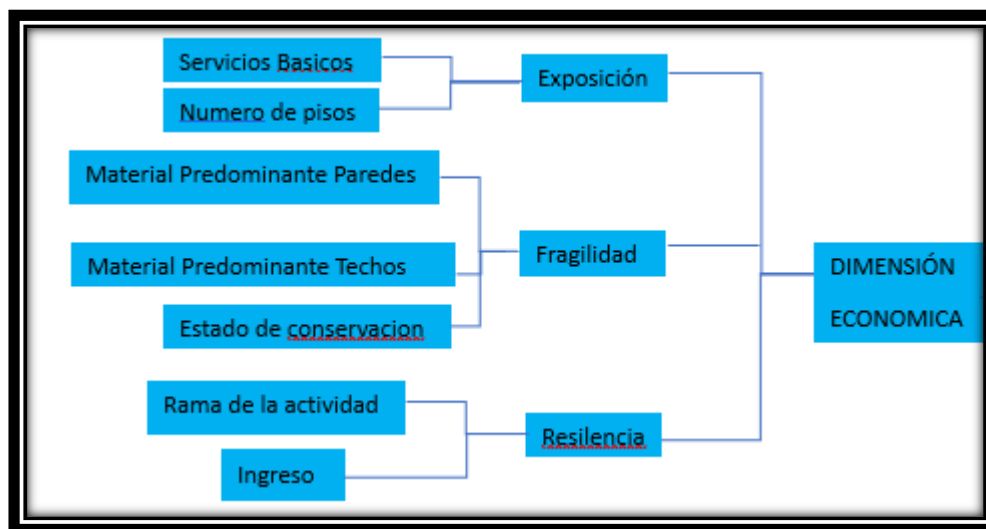 Servicios Basicos
Numero de pisos
Exposición
Material Predominante Paredes
Material Predominante Techos
Estado de conservacion
Fragilidad
Rama de la actividad
Ingreso
Resilencia
DIMENSIÓN
ECONOMICA